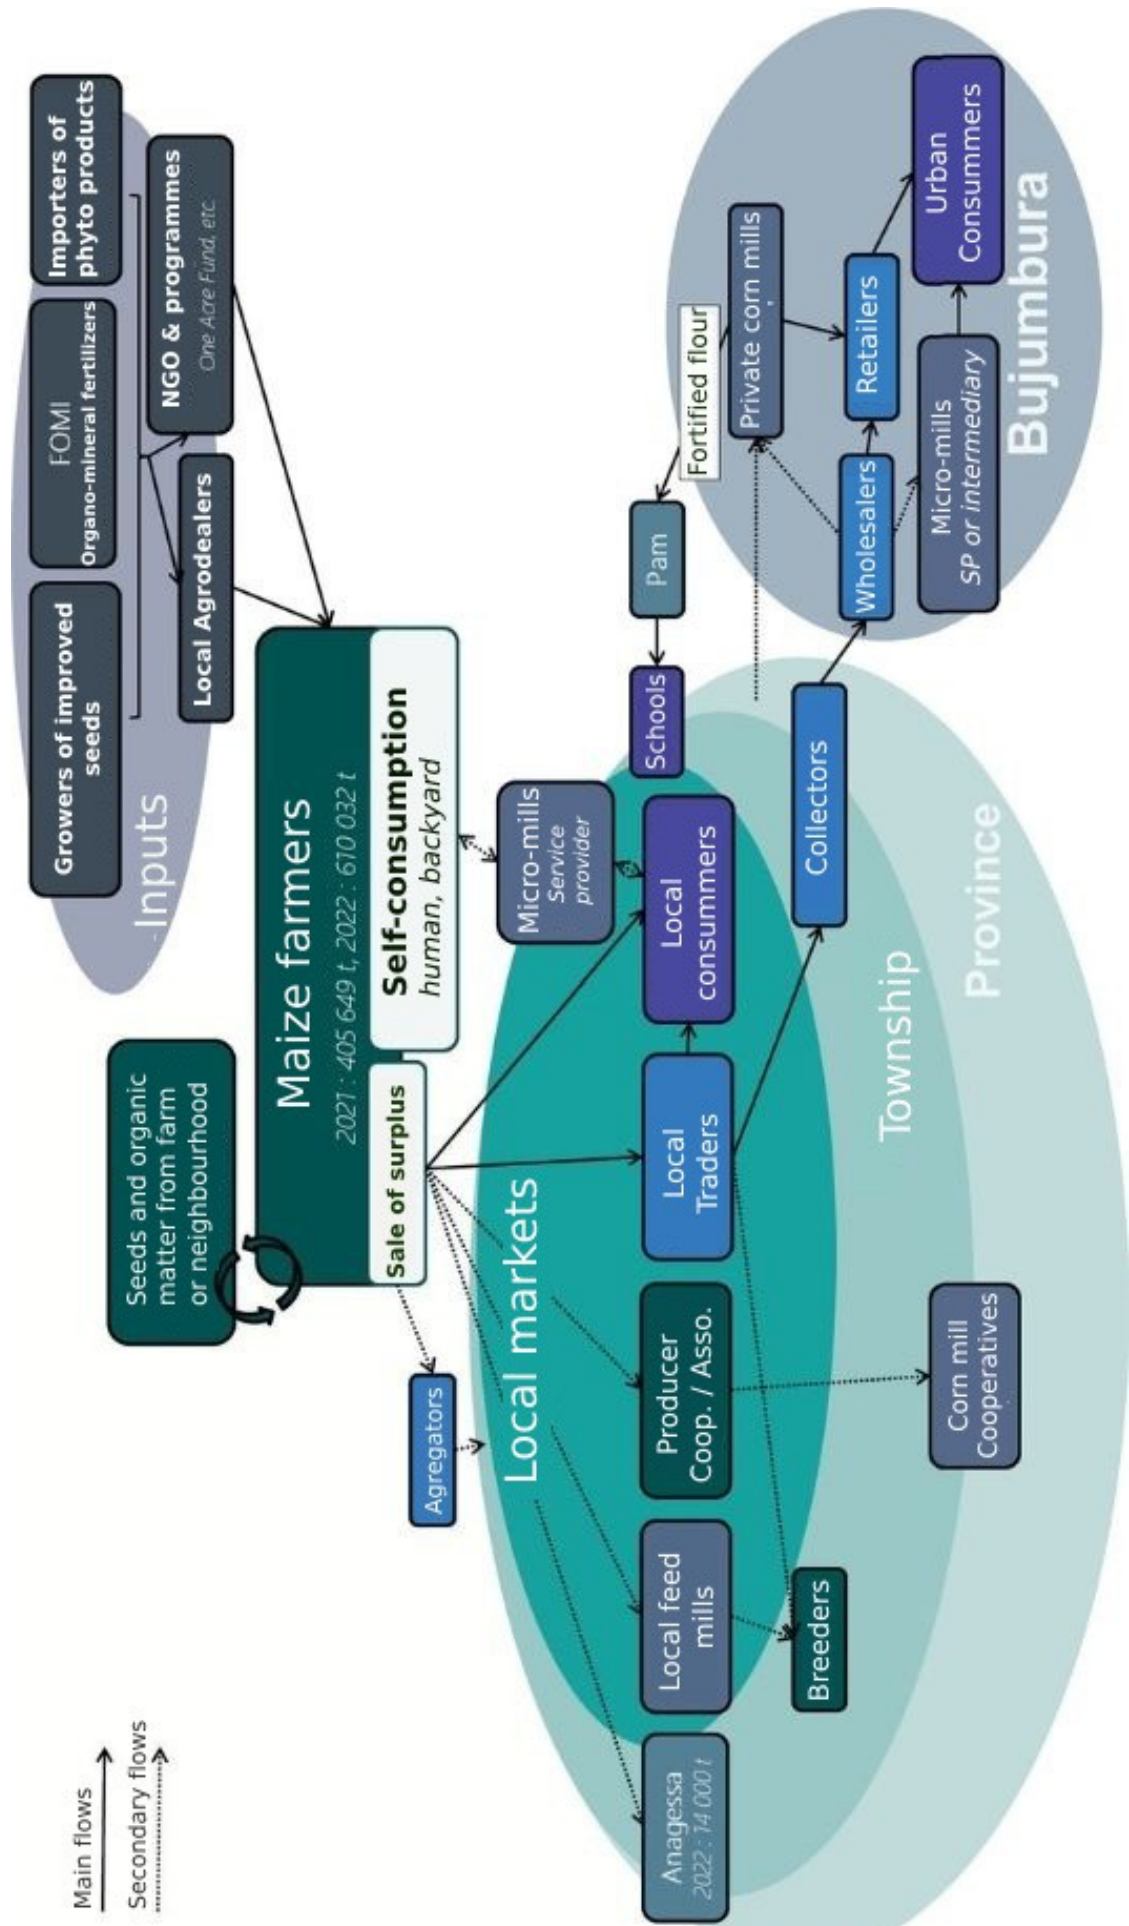 Main flows
Secondary flows
Seeds and organic
matter from farm
or neighbourhood
Growers of improved
seeds
FOMI
Organo-mineral fertilizers
Importers of
phyto products
Inputs
Local Agrodealers
NGO & programmes
One Acre Fund, etc
Maize farmers
2021 : 405 649 t, 2022 : 610 032 t
Sale of surplus
Self-consumption
human, backyard
Agregators
Micro-mills
Service
provider
Local markets
Anagessa
2022 : 14 000 t
Local feed
mills
Producer
Coop. / Asso.
Local
Traders
Local
consummers
Schools
Pam
Fortified flour
Private corn mills
Breeders
Collectors
Wholesalers
Retailers
Township
Corn mill
Cooperatives
Micro-mills
SP or intermediary
Urban
Consummers
Province
Bujumbura